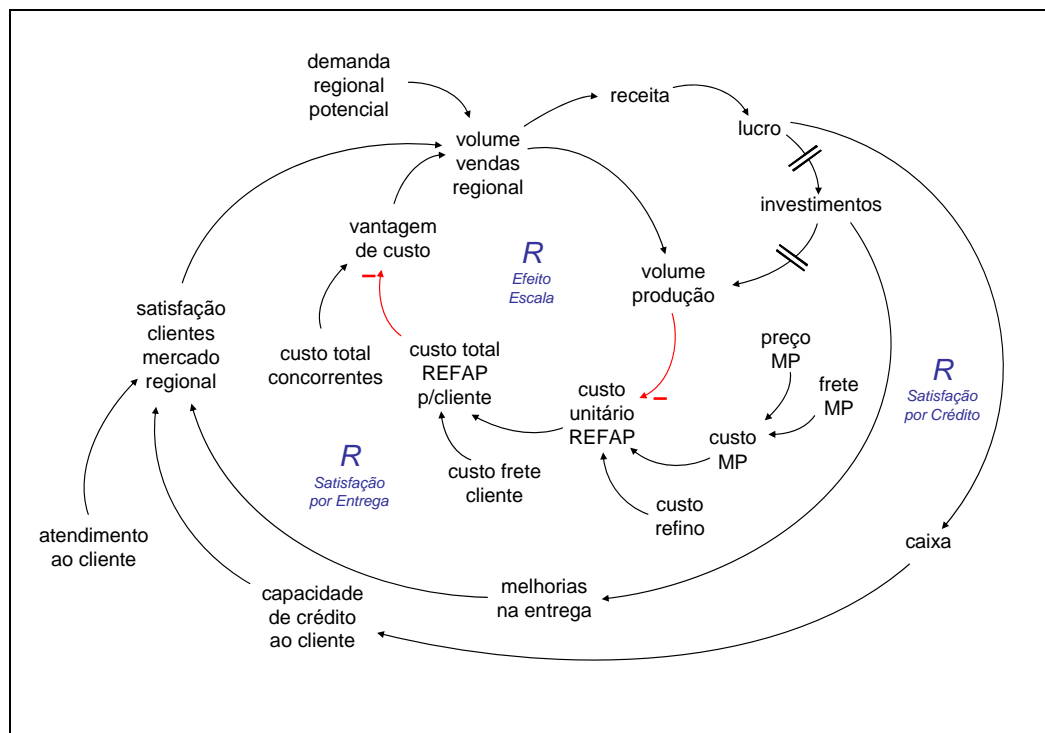 demanda
regional
potencial
receita
lucro
volume
vendas
regional
investimentos
vantagem
de custo
R
Efeito
Escala
volume
produção
satisfação
clientes
mercado
regional
custo total
concorrentes
custo total
REFAP
p/cliente
preço
MP
frete
MP
R
Satisfação
por Crédito
custo
unitário
REFAP
custo
MP
R
Satisfação
por Entrega
custo frete
cliente
custo
refino
atendimento
ao cliente
caixa
capacidade
de crédito
ao cliente
melhorias
na entrega